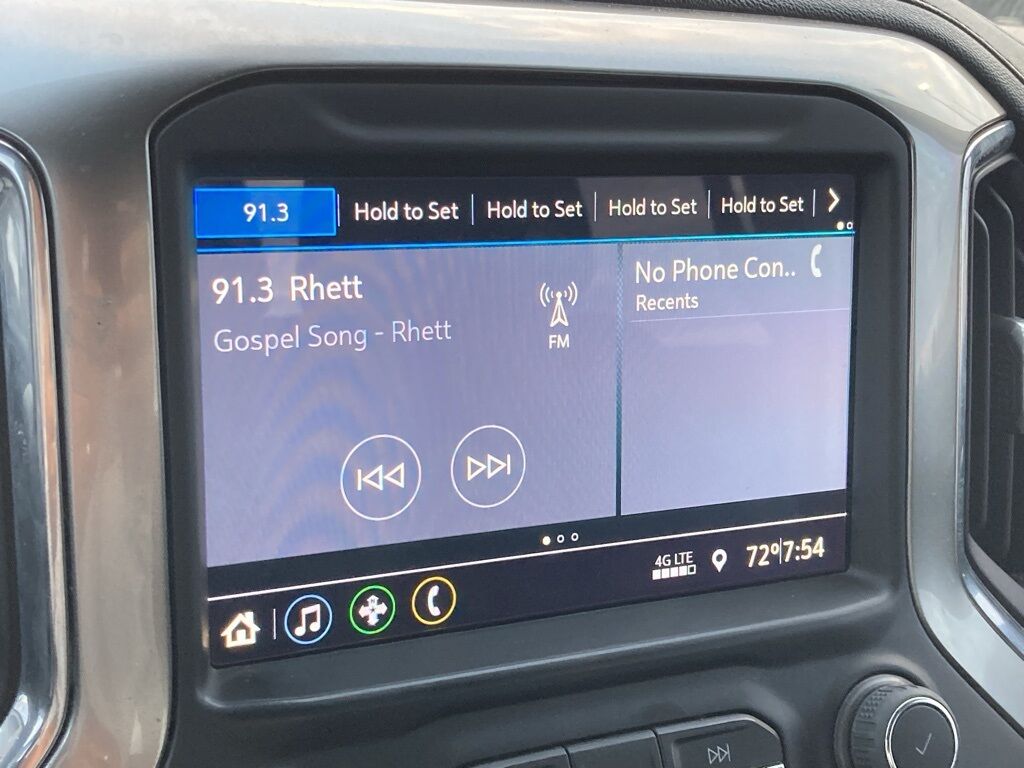 91.3 Hold to Set Hold to Set Hold to Set Hold to Set
91.3 Rhett
Gospel Song - Rhett
FM
No Phone Con..
Recents
4G LTE
72° 7:54